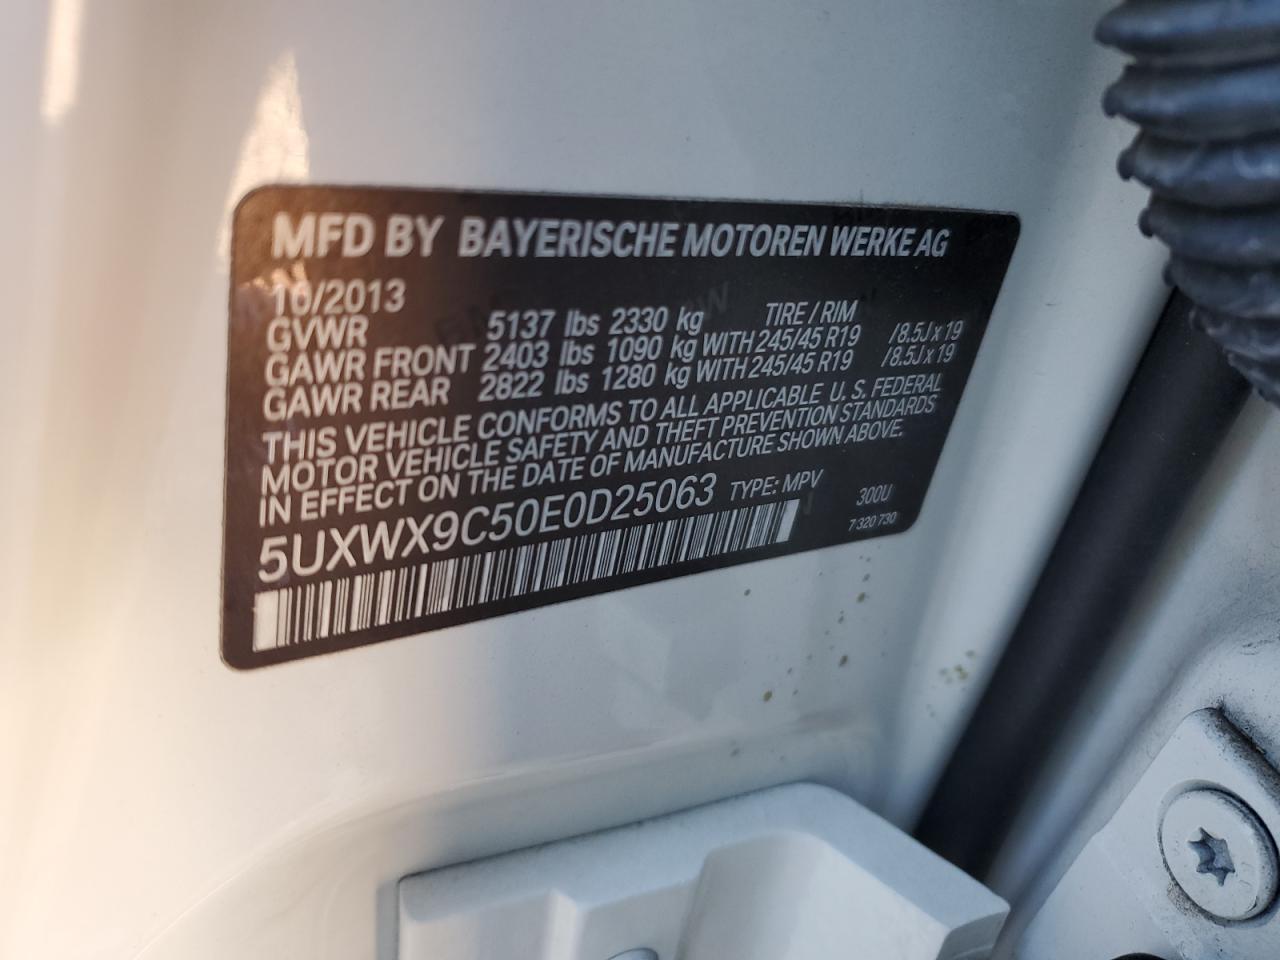 MFD BY BAYERISCHE MOTOREN WERKE AG
10/2013
GVWR 5137 lbs 2330 kg TIRE / RIM
GAWR FRONT 2403 lbs 1090 kg WITH 245/45 R19 /8.5J x 19
GAWR REAR 2822 lbs 1280 kg WITH 245/45 R19 /8.5J x 19
THIS VEHICLE CONFORMS TO ALL APPLICABLE U. S. FEDERAL
MOTOR VEHICLE SAFETY AND THEFT PREVENTION STANDARDS
IN EFFECT ON THE DATE OF MANUFACTURE SHOWN ABOVE.
5UXWX9C50E0D25063 TYPE: MPV 300U
7 320 730